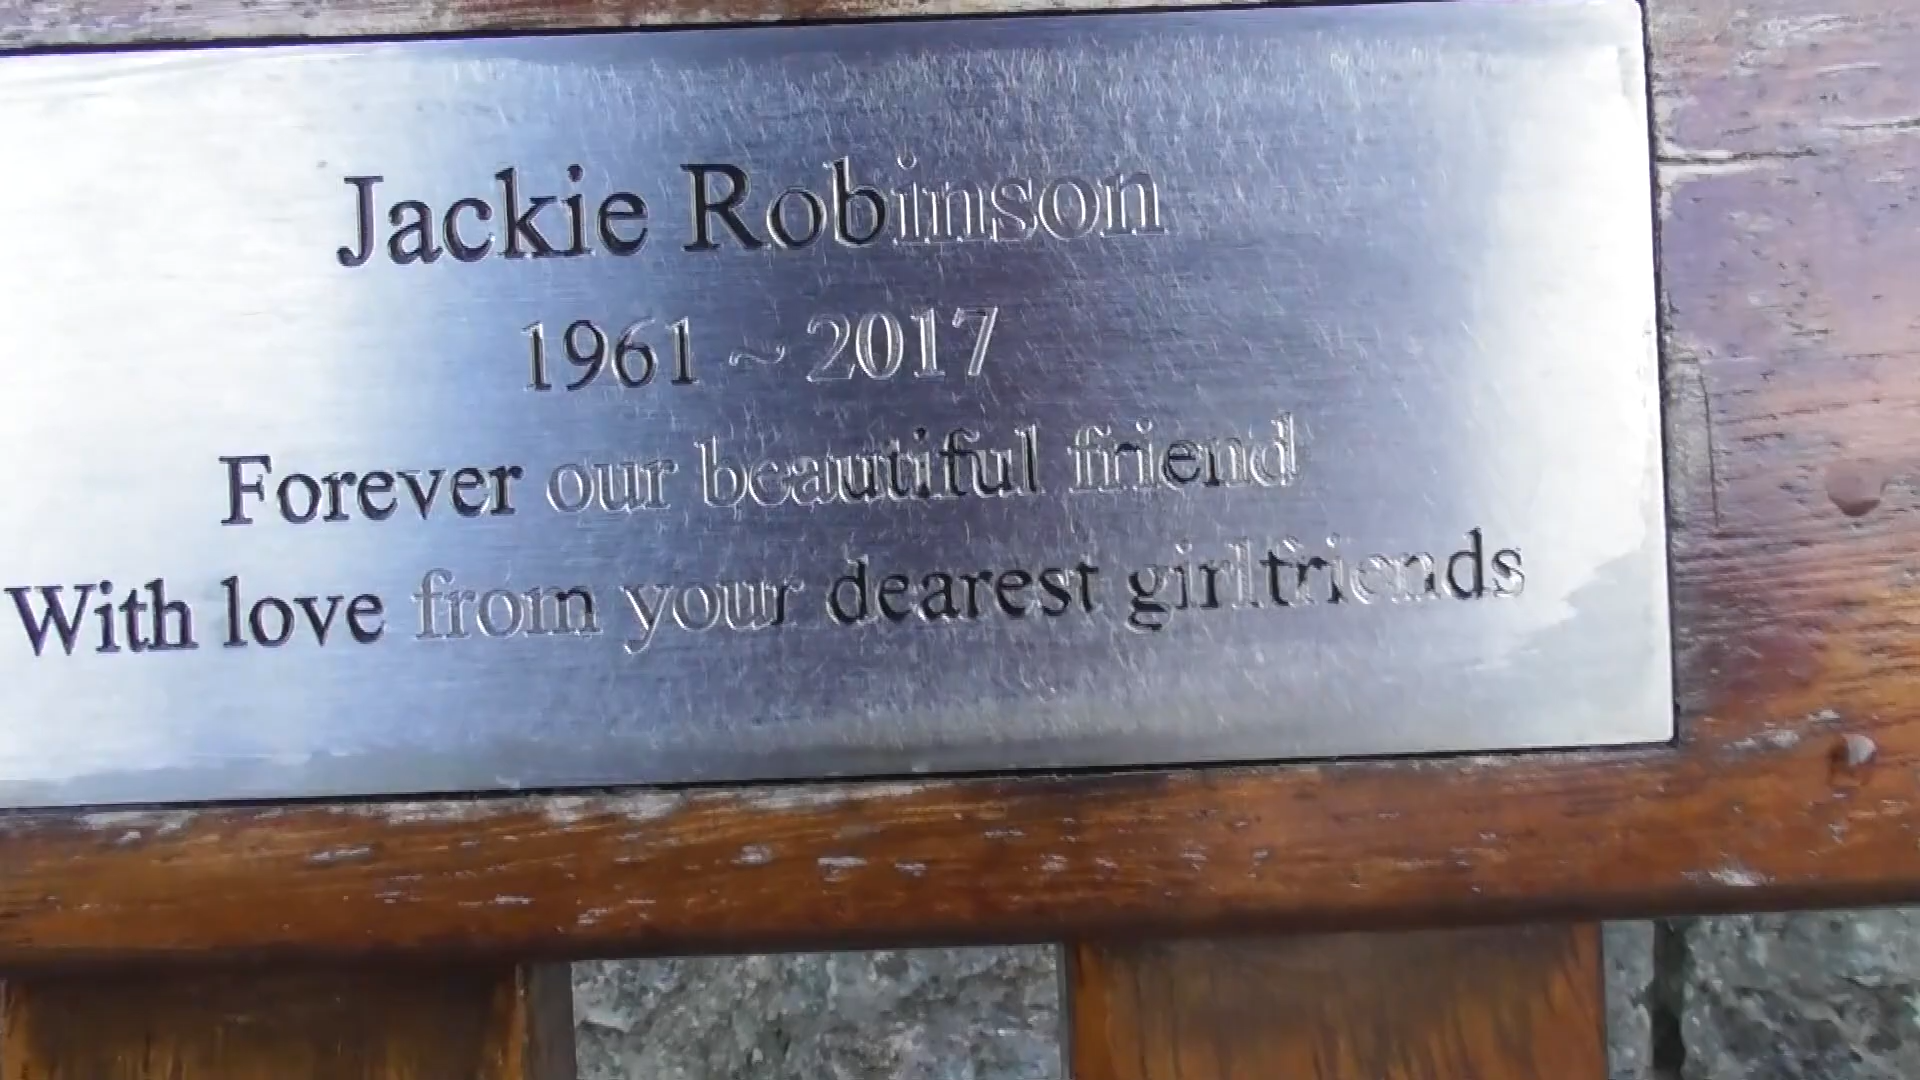 Jackie Robinson
1961 ~ 2017
Forever our beautiful friend
With love from your dearest girlfriends